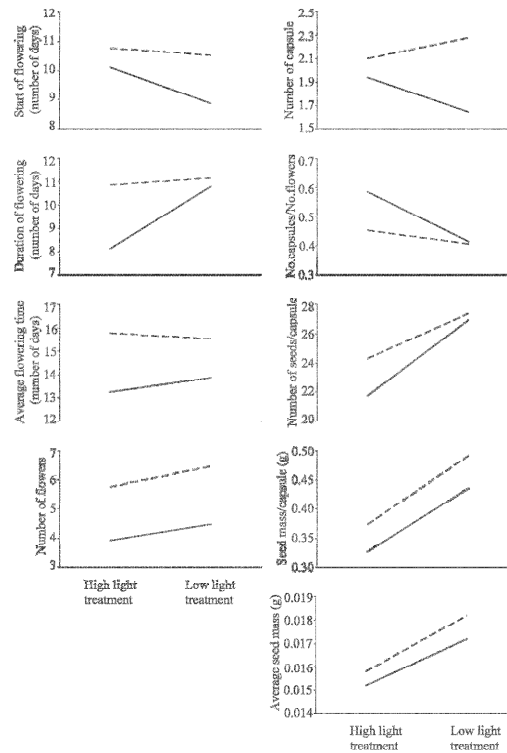 Start of flowering
(number of days)
12
11
10
9
8
Number of capsule
2.5
2.3
2.1
1.9
1.7
1.5
Duration of flowering
(number of days)
12
11
10
9
8
7
No.capsules/No.flowers
0.7
0.6
0.5
0.4
0.3
Average flowering time
(number of days)
17
16
15
14
13
12
Number of seeds/capsule
28
26
24
22
20
Number of flowers
7
6
5
4
3
High light
treatment
Low light
treatment
Seed mass/capsule (g)
0.50
0.45
0.40
0.35
0.30
Average seed mass (g)
0.019
0.018
0.017
0.016
0.015
0.014
High light
treatment
Low light
treatment